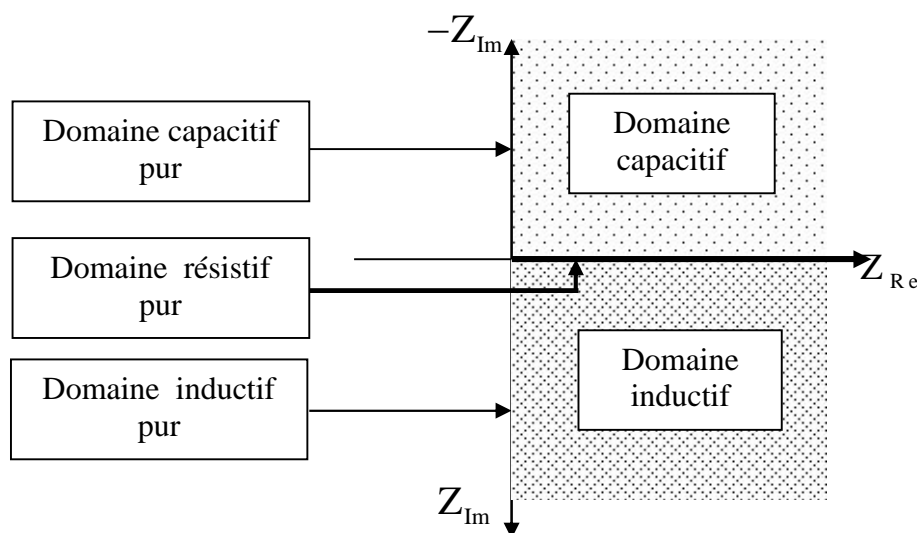 −Z Im
Domaine capacitif
pur
Domaine
capacitif
Domaine résistif
pur
Z Re
Domaine inductif
pur
Domaine
inductif
Z Im